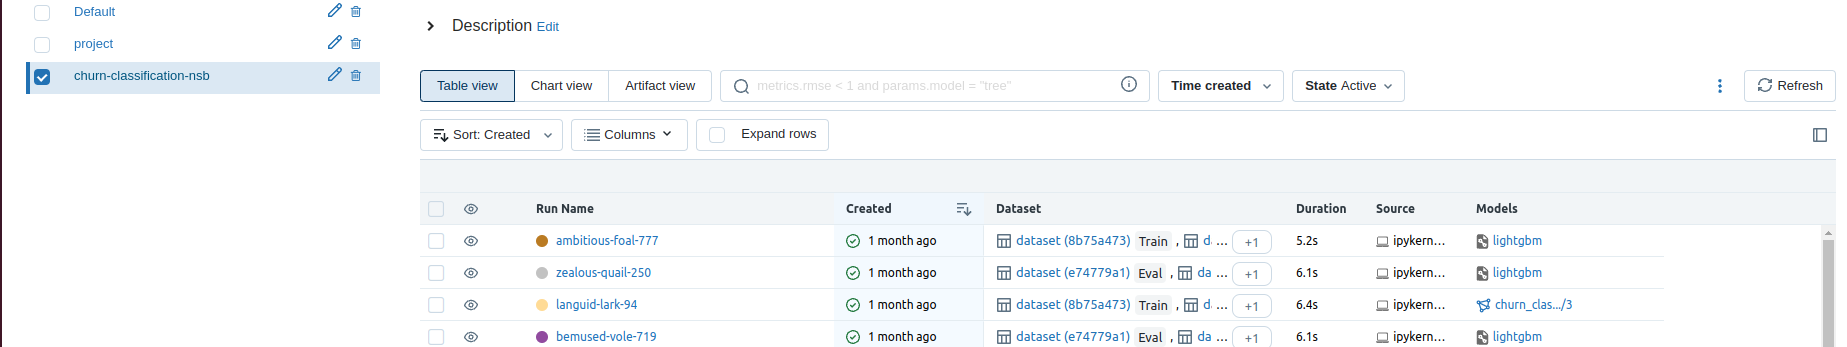 Default
project
churn-classification-nsb
Description Edit
Table view Chart view Artifact view metrics.rmse < 1 and params.model = "tree" Time created State Active Refresh
Sort: Created Columns Expand rows
Run Name Created Dataset Duration Source Models
ambitious-foal-777 1 month ago dataset (8b75a473) Train , d... +1 5.2s ipykern... lightgbm
zealous-quail-250 1 month ago dataset (e74779a1) Eval , da ... +1 6.1s ipykern... lightgbm
languid-lark-94 1 month ago dataset (8b75a473) Train , d... +1 6.4s ipykern... churn_clas.../3
bemused-vole-719 1 month ago dataset (e74779a1) Eval , da ... +1 6.1s ipykern... lightgbm